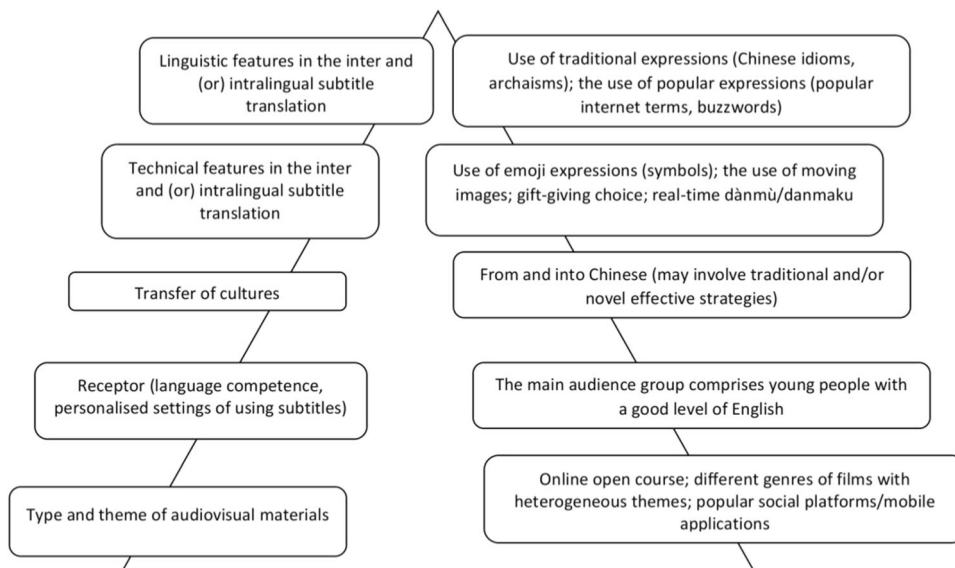 Linguistic features in the inter and
(or) intralingual subtitle
translation
Use of traditional expressions (Chinese idioms,
archaisms); the use of popular expressions (popular
internet terms, buzzwords)
Technical features in the inter
and (or) intralingual subtitle
translation
Use of emoji expressions (symbols); the use of moving
images; gift-giving choice; real-time dànmù/danmaku
Transfer of cultures
From and into Chinese (may involve traditional and/or
novel effective strategies)
Receptor (language competence,
personalised settings of using subtitles)
The main audience group comprises young people with
a good level of English
Type and theme of audiovisual materials
Online open course; different genres of films with
heterogeneous themes; popular social platforms/mobile
applications